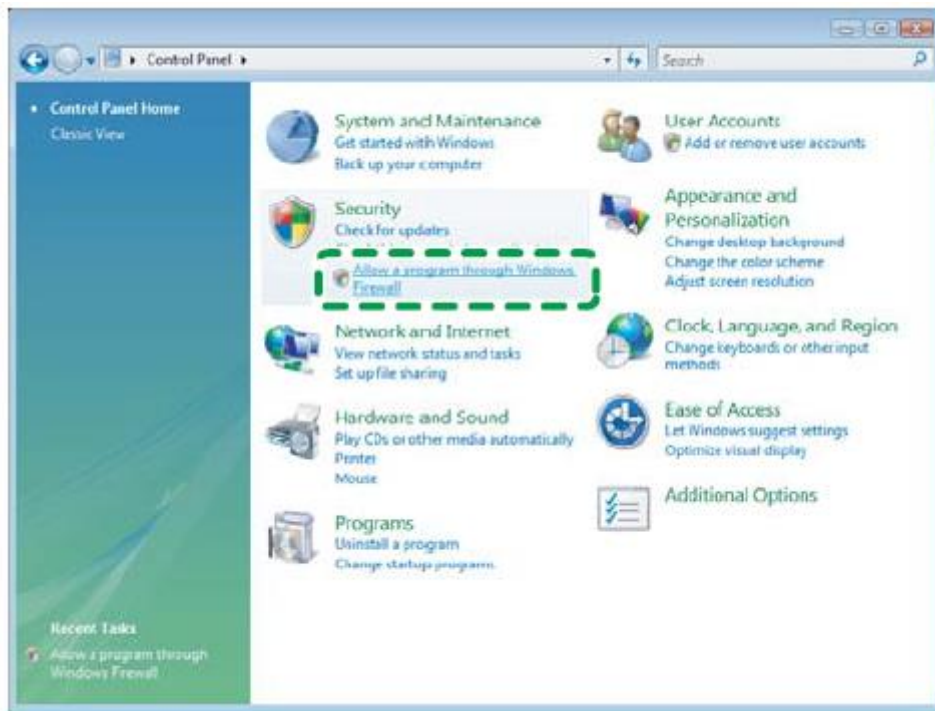 Control Panel
Search
Control Panel Home
Classic View
System and Maintenance
Get started with Windows
Back up your computer
Security
Check for updates
Allow a program through Windows
Firewall
Network and Internet
View network status and tasks
Set up file sharing
Hardware and Sound
Play CDs or other media automatically
Printer
Mouse
Programs
Uninstall a program
Change startup programs
User Accounts
Add or remove user accounts
Appearance and
Personalization
Change desktop background
Change the color scheme
Adjust screen resolution
Clock, Language, and Region
Change keyboards or other input
methods
Ease of Access
Let Windows suggest settings
Optimize visual display
Additional Options
Recent Tasks
Allow a program through
Windows Firewall